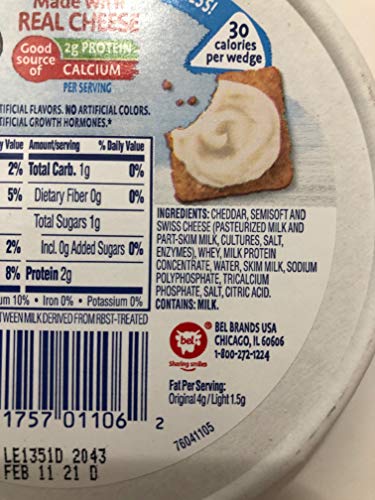 Made with
REAL CHEESE
Good source of
2g PROTEIN
CALCIUM
PER SERVING
30
calories
per wedge
TIFICIAL FLAVORS. NO ARTIFICIAL COLORS.
TIFICIAL GROWTH HORMONES.*
y Value Amount/serving % Daily Value
2% Total Carb. 1g 0%
5% Dietary Fiber 0g 0%
Total Sugars 1g
2% Incl. 0g Added Sugars 0%
8% Protein 2g
um 10% • Iron 0% • Potassium 0%
TWEEN MILK DERIVED FROM RBST-TREATED
INGREDIENTS: CHEDDAR, SEMISOFT AND
SWISS CHEESE (PASTEURIZED MILK AND
PART-SKIM MILK, CULTURES, SALT,
ENZYMES), WHEY, MILK PROTEIN
CONCENTRATE, WATER, SKIM MILK, SODIUM
POLYPHOSPHATE, TRICALCIUM
PHOSPHATE, SALT, CITRIC ACID.
CONTAINS: MILK.
bel
Sharing smiles
® BEL BRANDS USA
CHICAGO, IL 60606
1-800-272-1224
Fat Per Serving:
Original 4g/Light 1.5g
1757 01106 2
76041105
LE1351D 2043
FEB 11 21 D